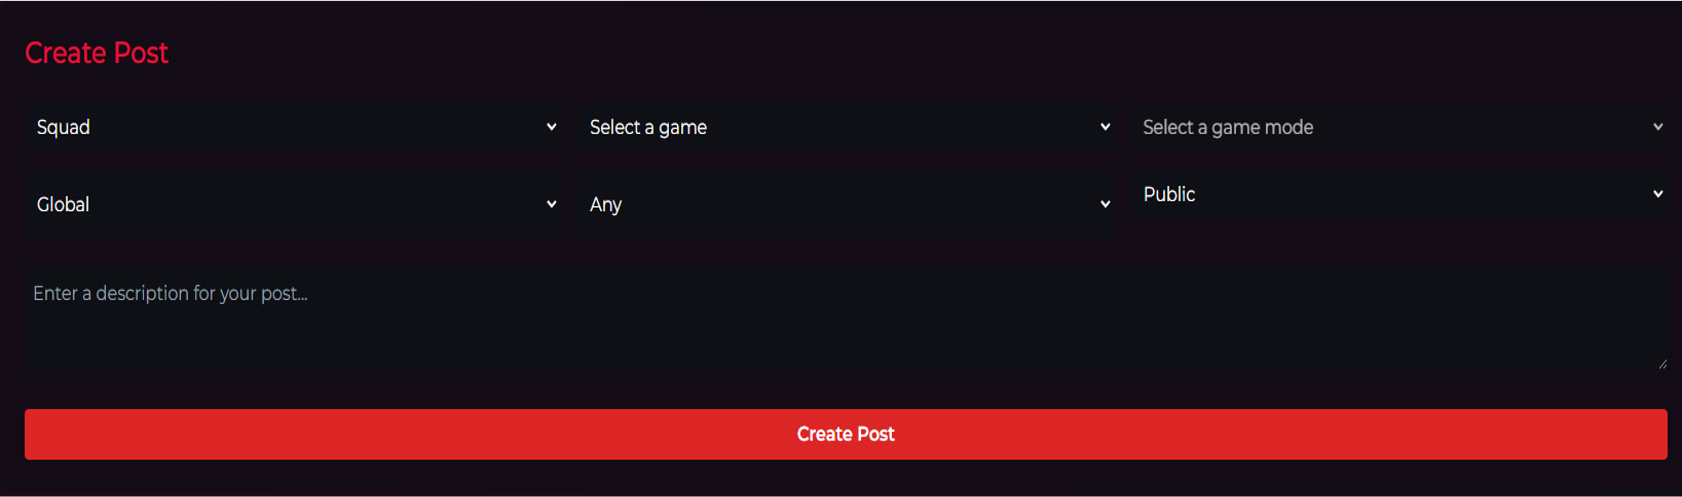 Create Post
Squad
Select a game
Select a game mode
Global
Any
Public
Enter a description for your post...
Create Post